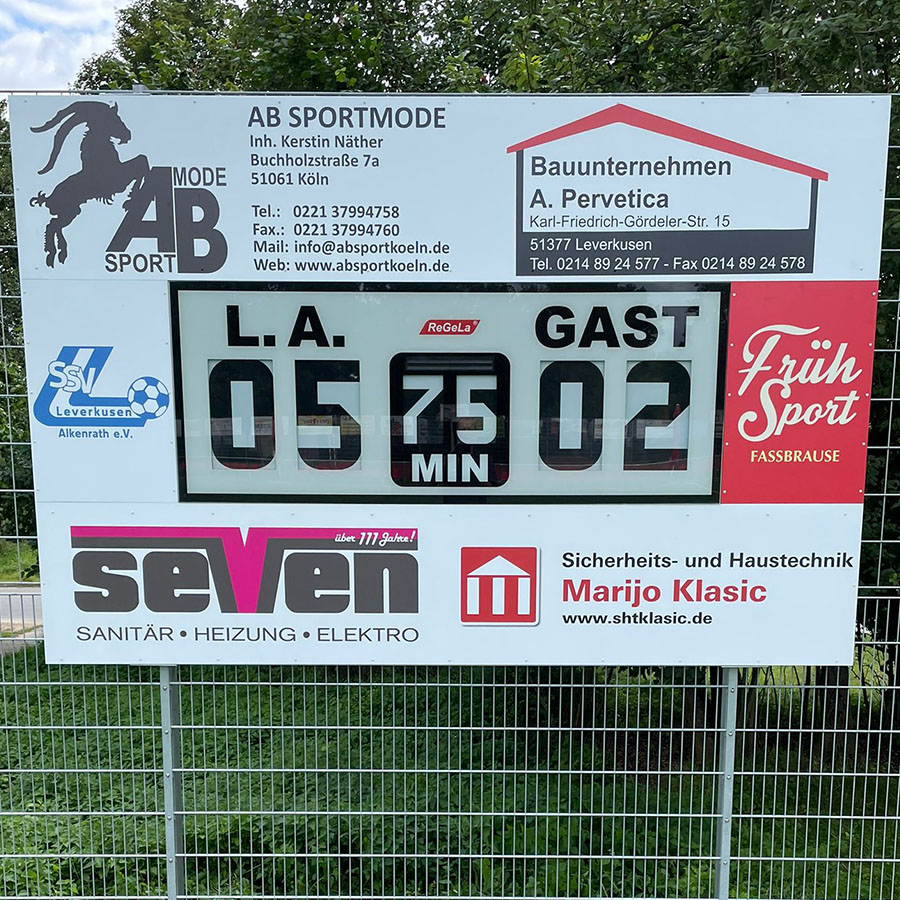 AB SPORTMODE
Inh. Kerstin Näther
Buchholzstraße 7a
51061 Köln
Tel.: 0221 37994758
Fax.: 0221 37994760
Mail: info@absportkoeln.de
Web: www.absportkoeln.de
MODE
AB
SPORT
Bauunternehmen
A. Pervetica
Karl-Friedrich-Gördeler-Str. 15
51377 Leverkusen
Tel. 0214 89 24 577 - Fax 0214 89 24 578
SSV
Leverkusen
Alkenrath e.V.
L.A.
ReGeLa
GAST
05
75
02
MIN
Früh
Sport
FASSBRAUSE
über 111 Jahre!
seven
SANITÄR • HEIZUNG • ELEKTRO
Sicherheits- und Haustechnik
Marijo Klasic
www.shtklasic.de